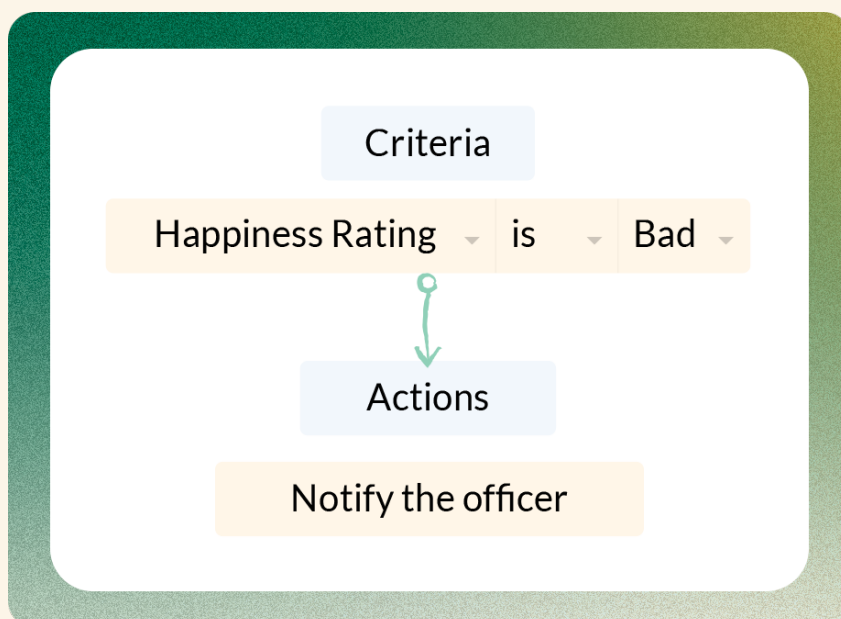 Criteria
Happiness Rating is Bad
Actions
Notify the officer